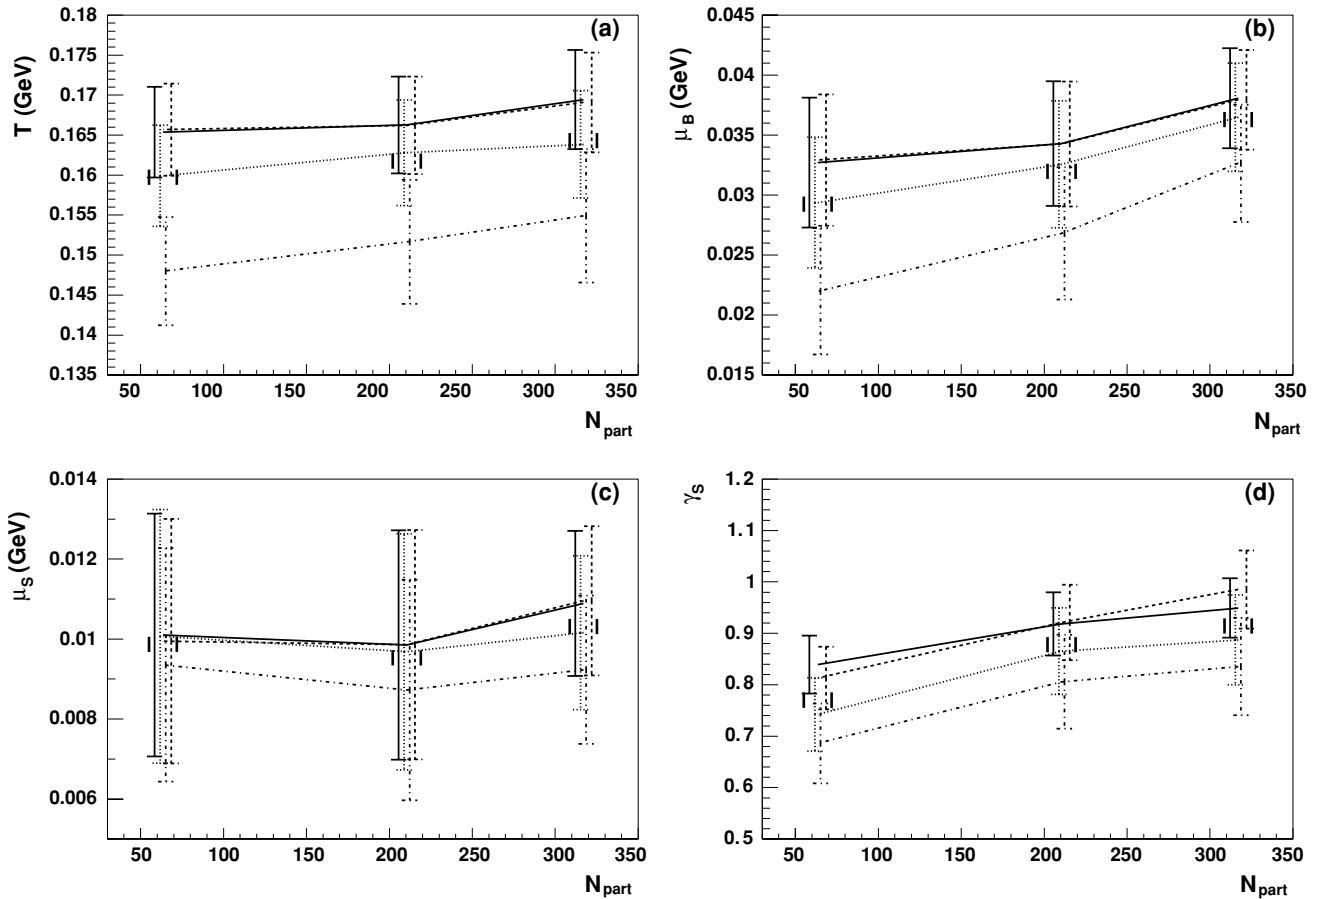 (a)
T (GeV)
0.18
0.175
0.17
0.165
0.16
0.155
0.15
0.145
0.14
0.135
50 100 150 200 250 300 350
N_part
(b)
μ_B (GeV)
0.045
0.04
0.035
0.03
0.025
0.02
0.015
50 100 150 200 250 300 350
N_part
(c)
μ_S (GeV)
0.014
0.012
0.01
0.008
0.006
50 100 150 200 250 300 350
N_part
(d)
γ_S
1.2
1.1
1
0.9
0.8
0.7
0.6
0.5
50 100 150 200 250 300 350
N_part